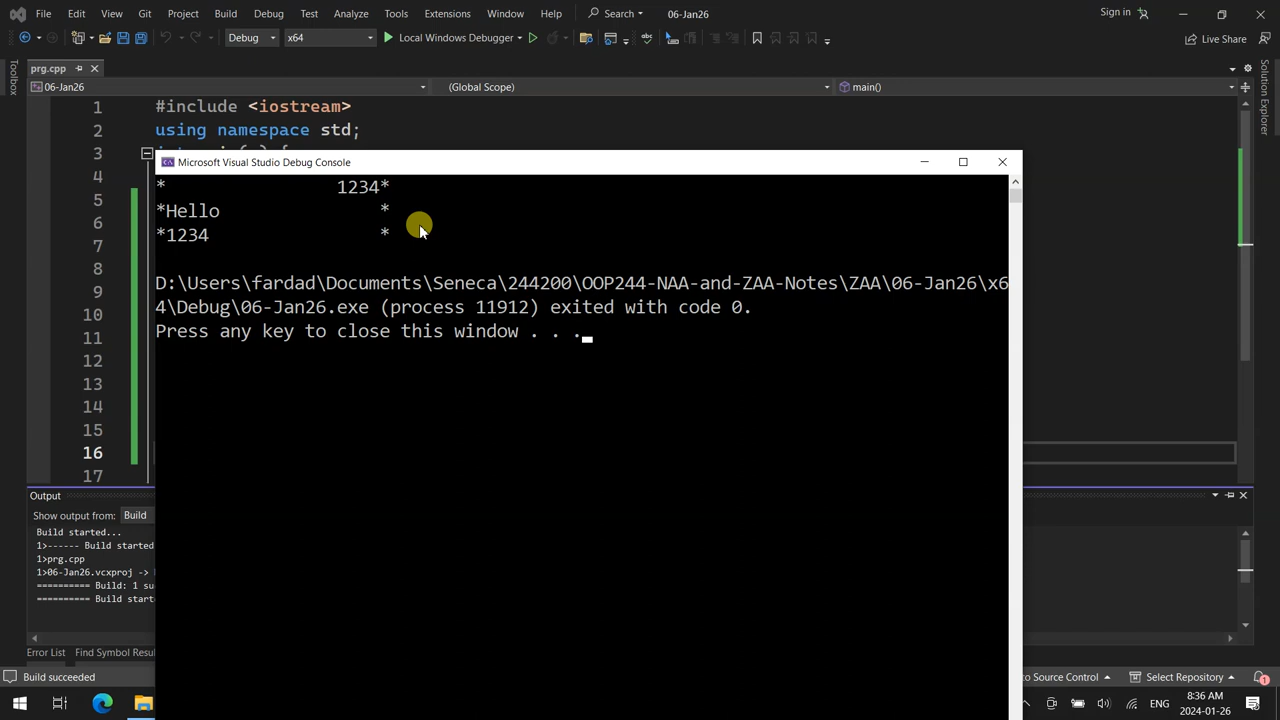 File Edit View Git Project Build Debug Test Analyze Tools Extensions Window Help Search 06-Jan26 Sign in
Debug x64 Local Windows Debugger Live Share
Toolbox
prg.cpp
Solution Explorer
06-Jan26 (Global Scope) main()
1 #include <iostream>
2 using namespace std;
3
Microsoft Visual Studio Debug Console
4 *                   1234*
5 *Hello                 *
6 *1234                  *
7
8 D:\Users\fardad\Documents\Seneca\244200\OOP244-NAA-and-ZAA-Notes\ZAA\06-Jan26\x6
9 4\Debug\06-Jan26.exe (process 11912) exited with code 0.
10 Press any key to close this window . . .
11
12
13
14
15
16
17
Output
Show output from: Build
Build started...
1>------ Build started
1>prg.cpp
1>06-Jan26.vcxproj ->
========== Build: 1 su
========== Build start
Error List Find Symbol Resul
Build succeeded to Source Control Select Repository 1
ENG 8:36 AM
2024-01-26